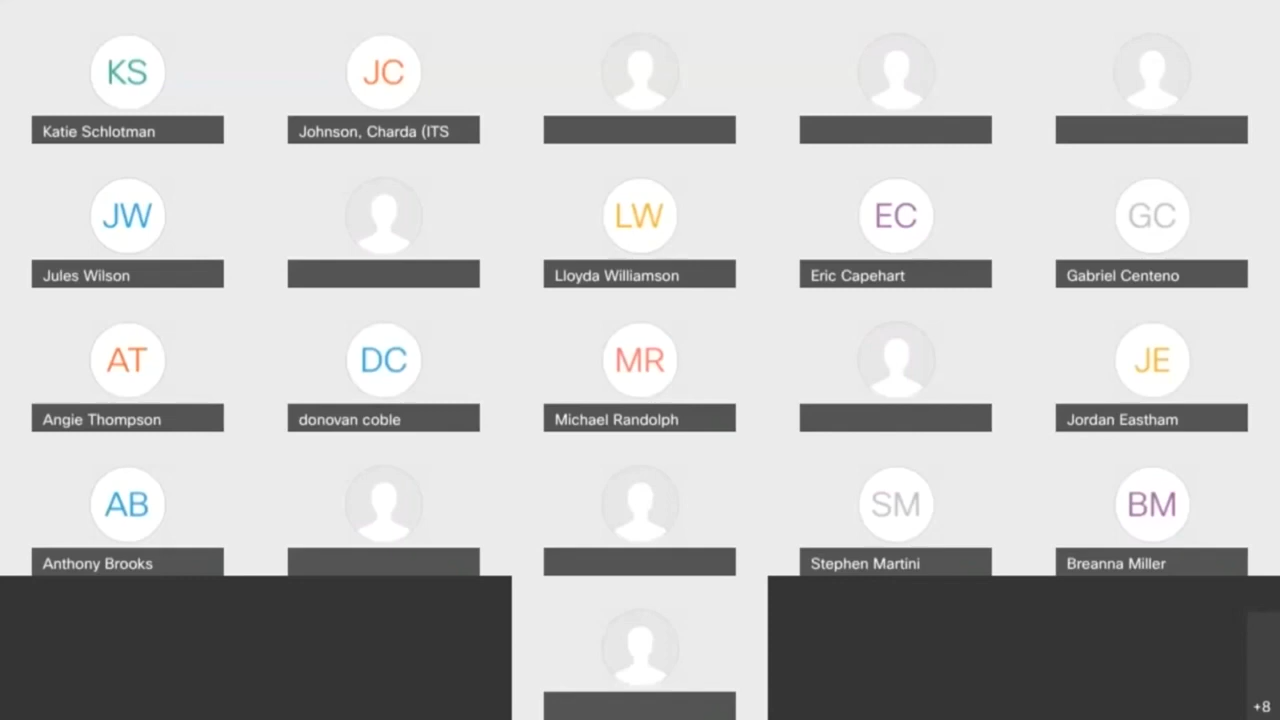 KS
JC
Katie Schlotman
Johnson, Charda (ITS
JW
LW
EC
GC
Jules Wilson
Lloyda Williamson
Eric Capehart
Gabriel Centeno
AT
DC
MR
JE
Angie Thompson
donovan coble
Michael Randolph
Jordan Eastham
AB
SM
BM
Anthony Brooks
Stephen Martini
Breanna Miller
+8